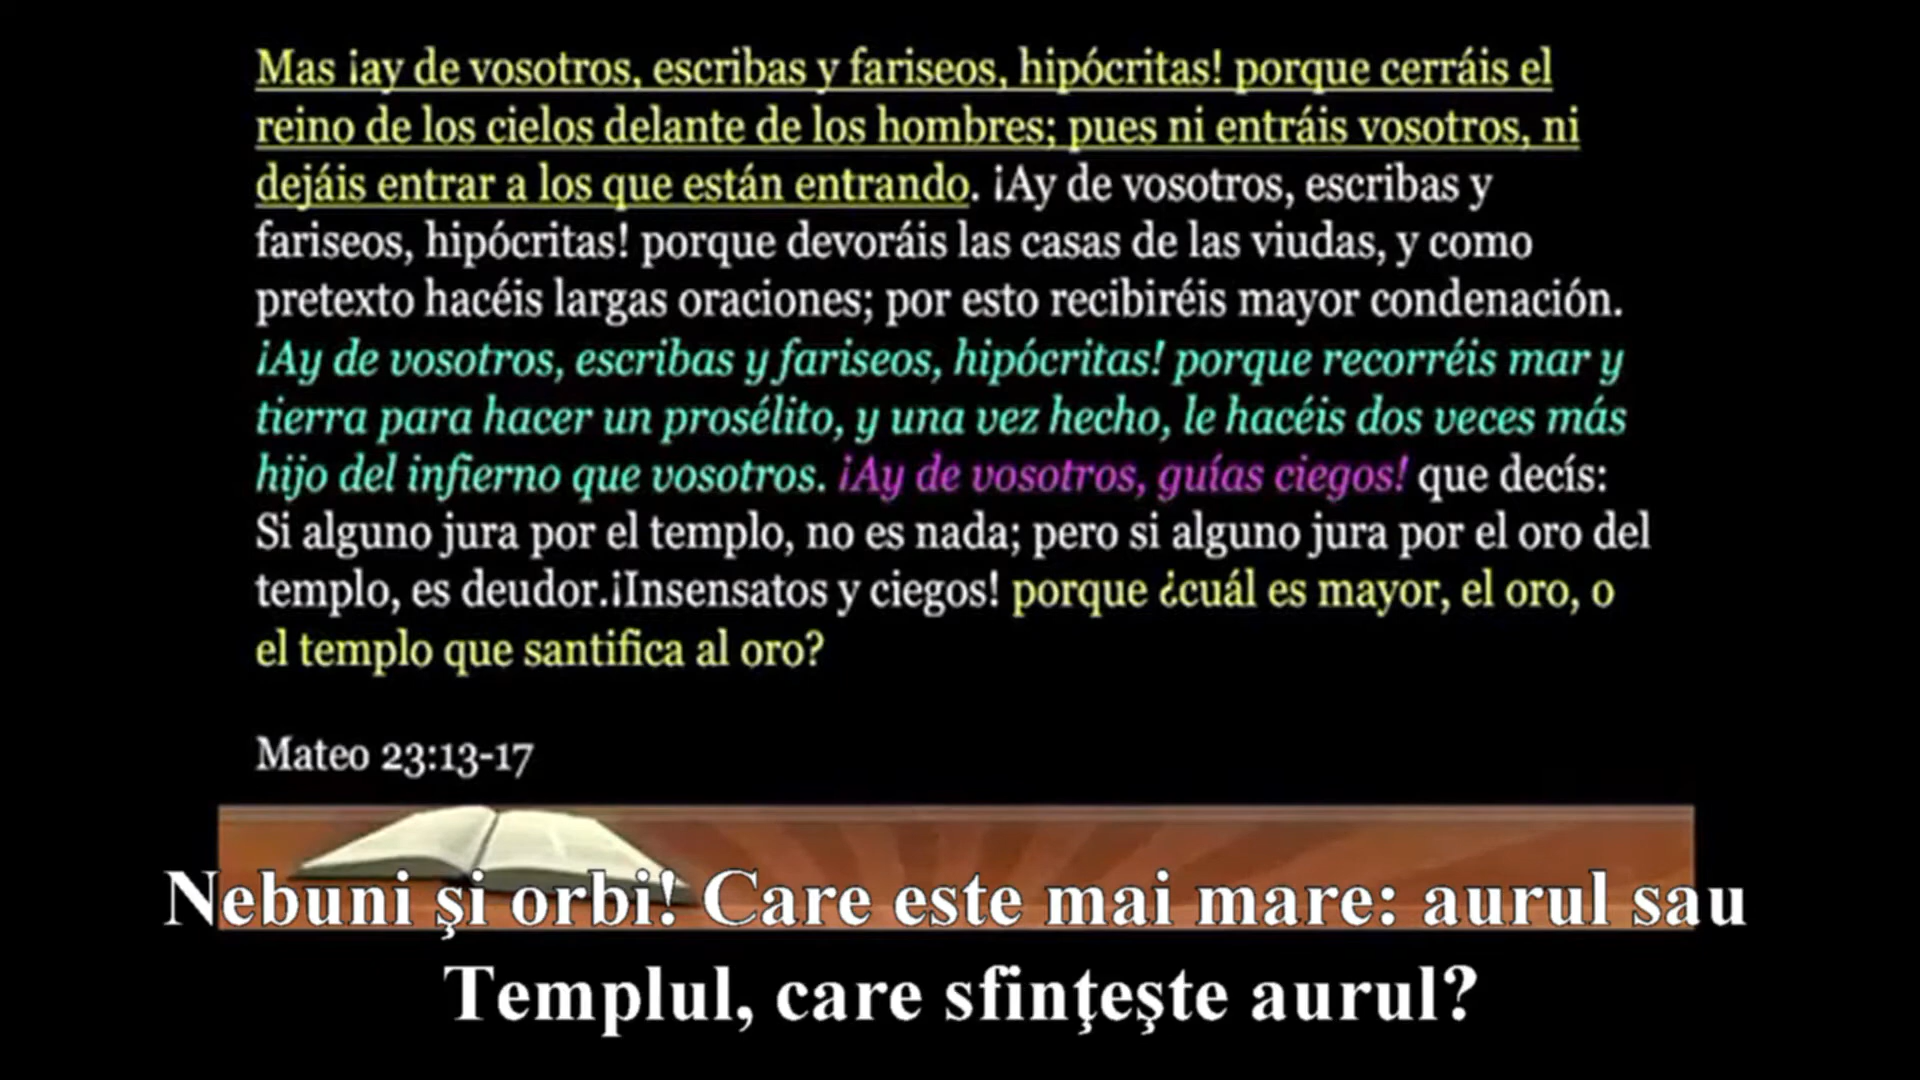 Mas ¡ay de vosotros, escribas y fariseos, hipócritas! porque cerráis el
reino de los cielos delante de los hombres; pues ni entráis vosotros, ni
dejáis entrar a los que están entrando. ¡Ay de vosotros, escribas y
fariseos, hipócritas! porque devoráis las casas de las viudas, y como
pretexto hacéis largas oraciones; por esto recibiréis mayor condenación.
¡Ay de vosotros, escribas y fariseos, hipócritas! porque recorréis mar y
tierra para hacer un prosélito, y una vez hecho, le hacéis dos veces más
hijo del infierno que vosotros. ¡Ay de vosotros, guías ciegos! que decís:
Si alguno jura por el templo, no es nada; pero si alguno jura por el oro del
templo, es deudor.¡Insensatos y ciegos! porque ¿cuál es mayor, el oro, o
el templo que santifica al oro?
Mateo 23:13-17
Nebuni şi orbi! Care este mai mare: aurul sau
Templul, care sfinţeşte aurul?